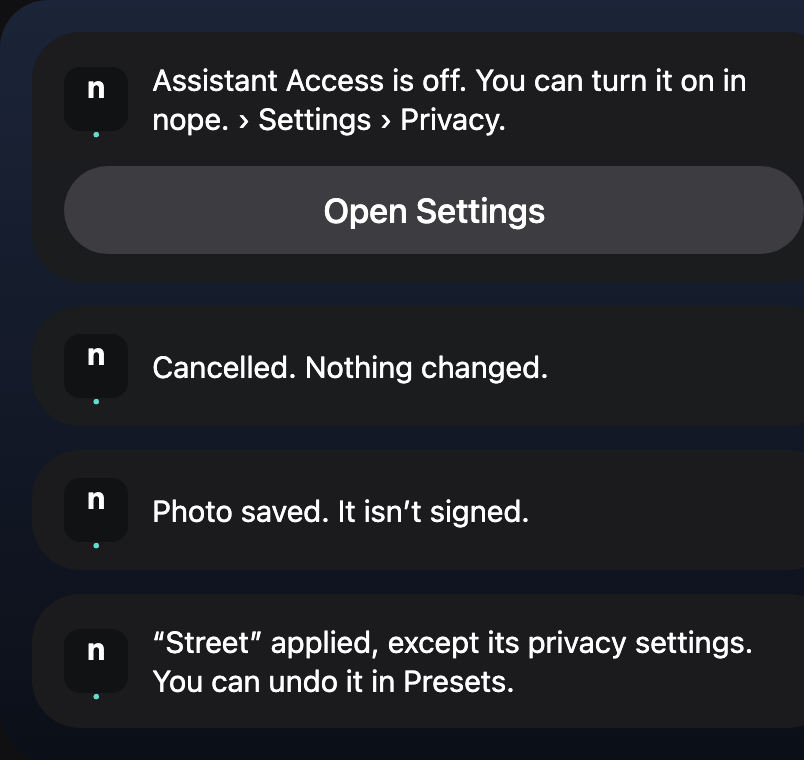 n
Assistant Access is off. You can turn it on in
nope. › Settings › Privacy.
Open Settings
n
Cancelled. Nothing changed.
n
Photo saved. It isn’t signed.
n
“Street” applied, except its privacy settings.
You can undo it in Presets.